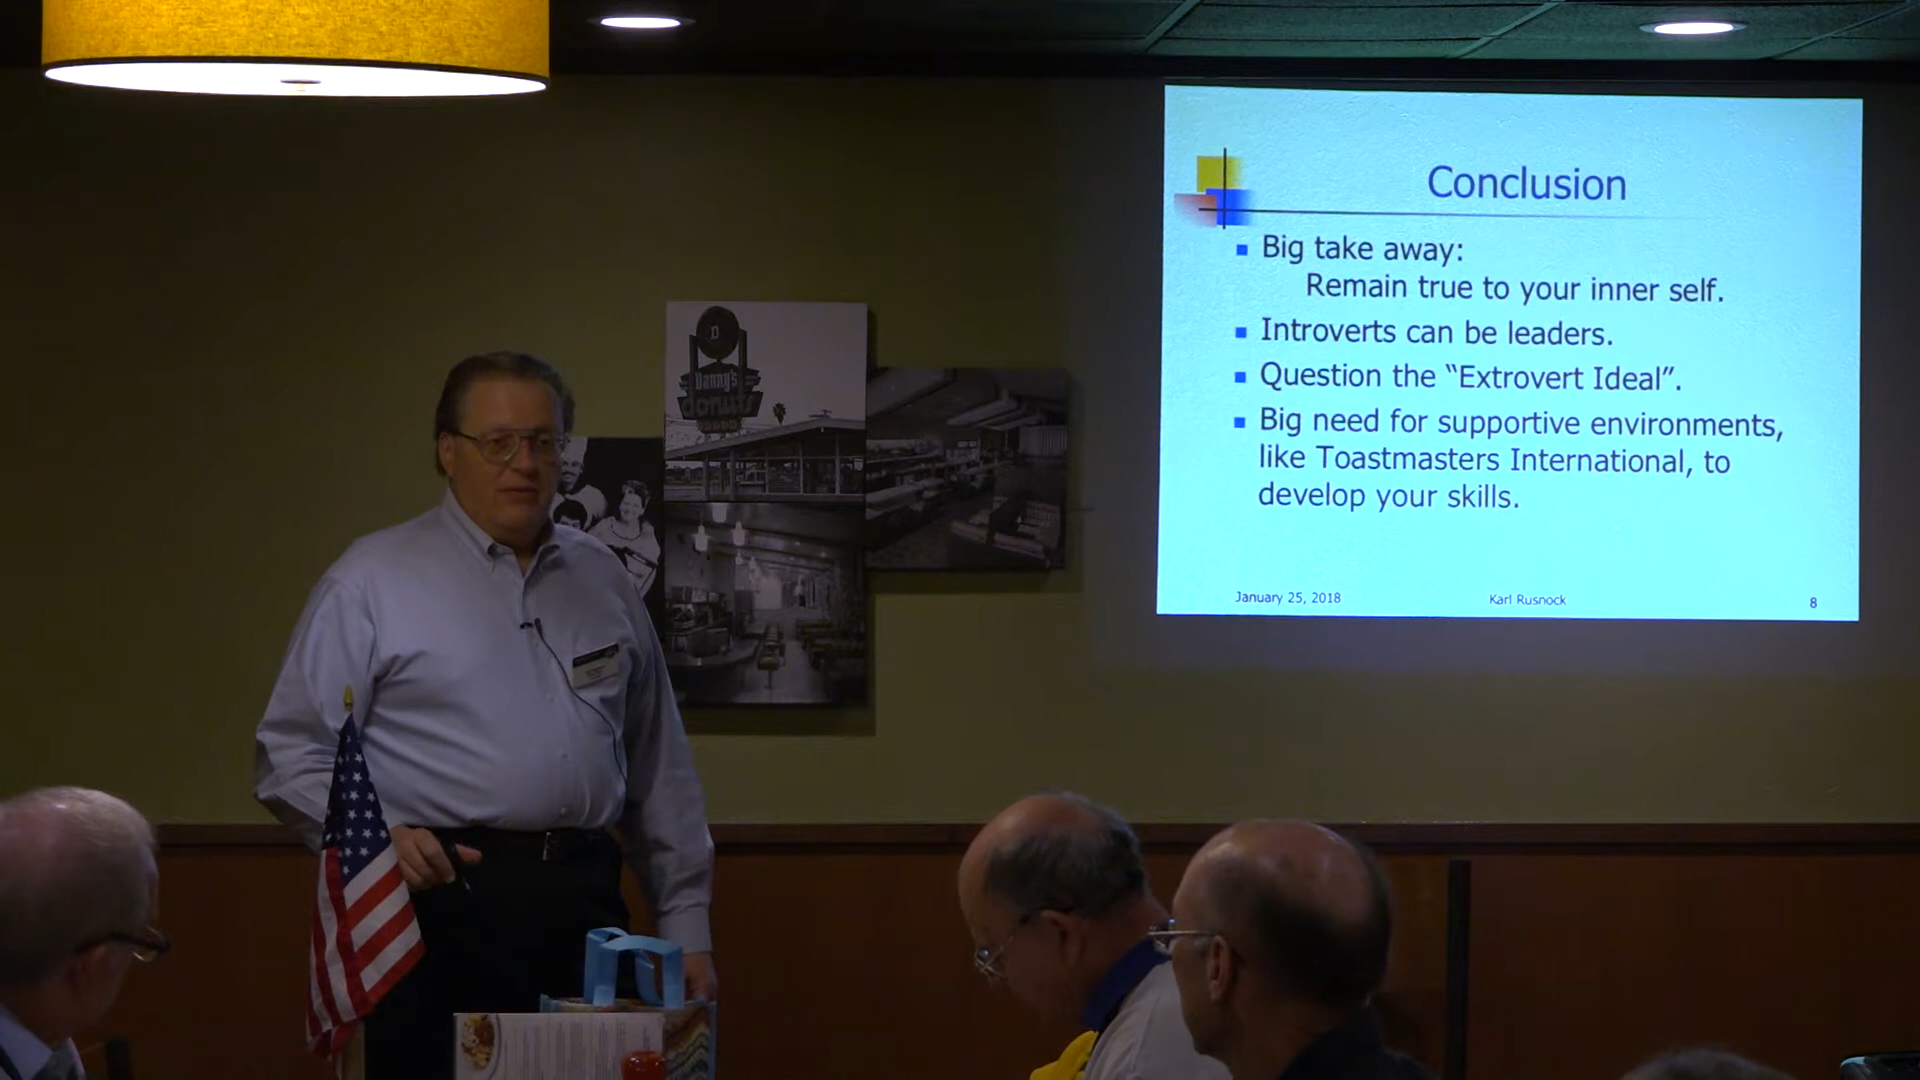 Conclusion
Big take away:
Remain true to your inner self.
Introverts can be leaders.
Question the “Extrovert Ideal”.
Big need for supportive environments,
like Toastmasters International, to
develop your skills.
January 25, 2018
Karl Rusnock
8
D
Danny's
donuts